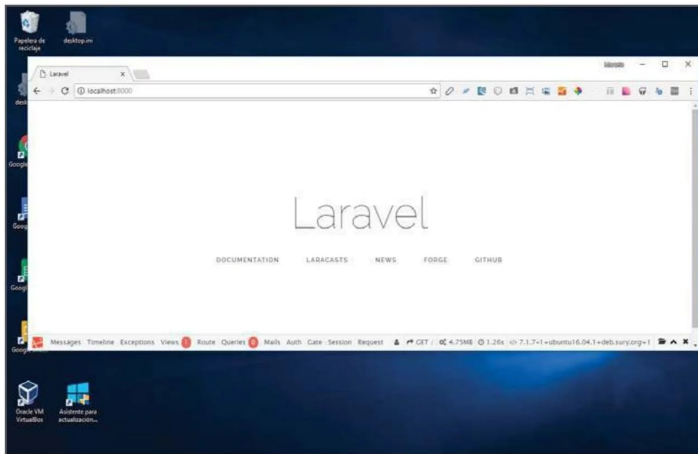 Papelera de
reciclaje
desktop.ini
Laravel
localhost:8000
Laravel
DOCUMENTATION LARACASTS NEWS FORGE GITHUB
Messages Timeline Exceptions Views 1 Route Queries 0 Mails Auth Gate Session Request GET / 4.75MB 1.26s 7.1.7-1+ubuntu16.04.1+deb.sury.org+1
Oracle VM
VirtualBox
Asistente para
actualización...